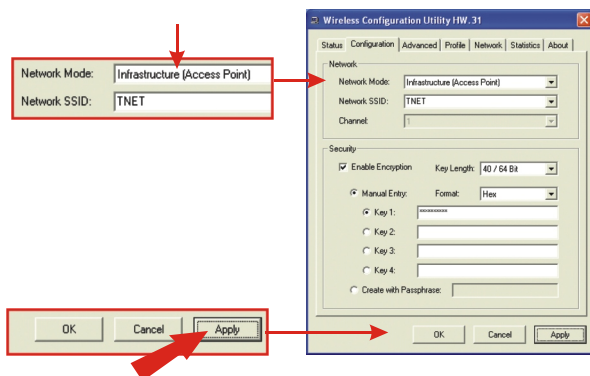 Network Mode: Infrastructure (Access Point)
Network SSID: TNET
OK Cancel Apply
Wireless Configuration Utility HW.31
Status Configuration Advanced Profile Network Statistics About
Network
Network Mode: Infrastructure (Access Point)
Network SSID: TNET
Channel: 1
Security
Enable Encryption Key Length: 40 / 64 Bit
Manual Entry: Format: Hex
Key 1: **********
Key 2:
Key 3:
Key 4:
Create with Passphrase:
OK Cancel Apply